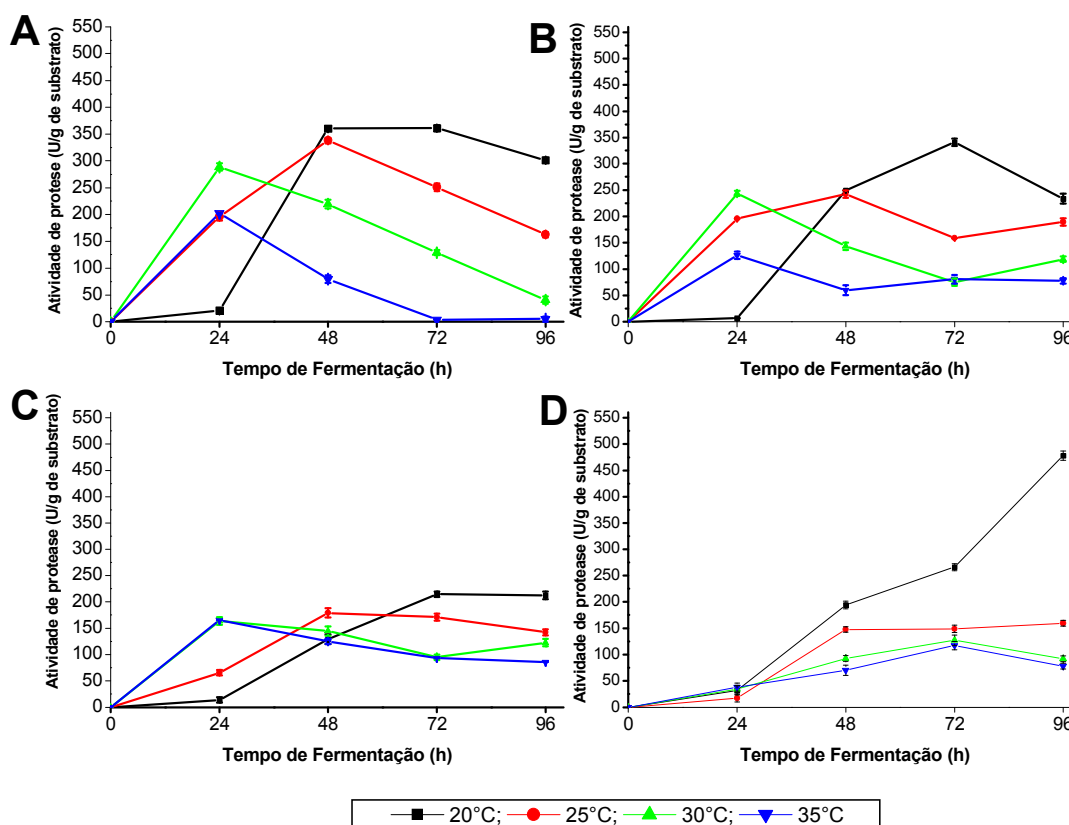 A
Atividade de protese (U/g de substrato)
550
500
450
400
350
300
250
200
150
100
50
0
0 24 48 72 96
Tempo de Fermentação (h)
B
Atividade de protease (U/g de substrato)
550
500
450
400
350
300
250
200
150
100
50
0
0 24 48 72 96
Tempo de Fermentação (h)
C
Atividade de protease (U/g de substrato)
550
500
450
400
350
300
250
200
150
100
50
0
0 24 48 72 96
Tempo de Fermentação (h)
D
Atividade de protease (U/g de substrato)
550
500
450
400
350
300
250
200
150
100
50
0
0 24 48 72 96
Tempo de Fermentação (h)
20°C; 25°C; 30°C; 35°C